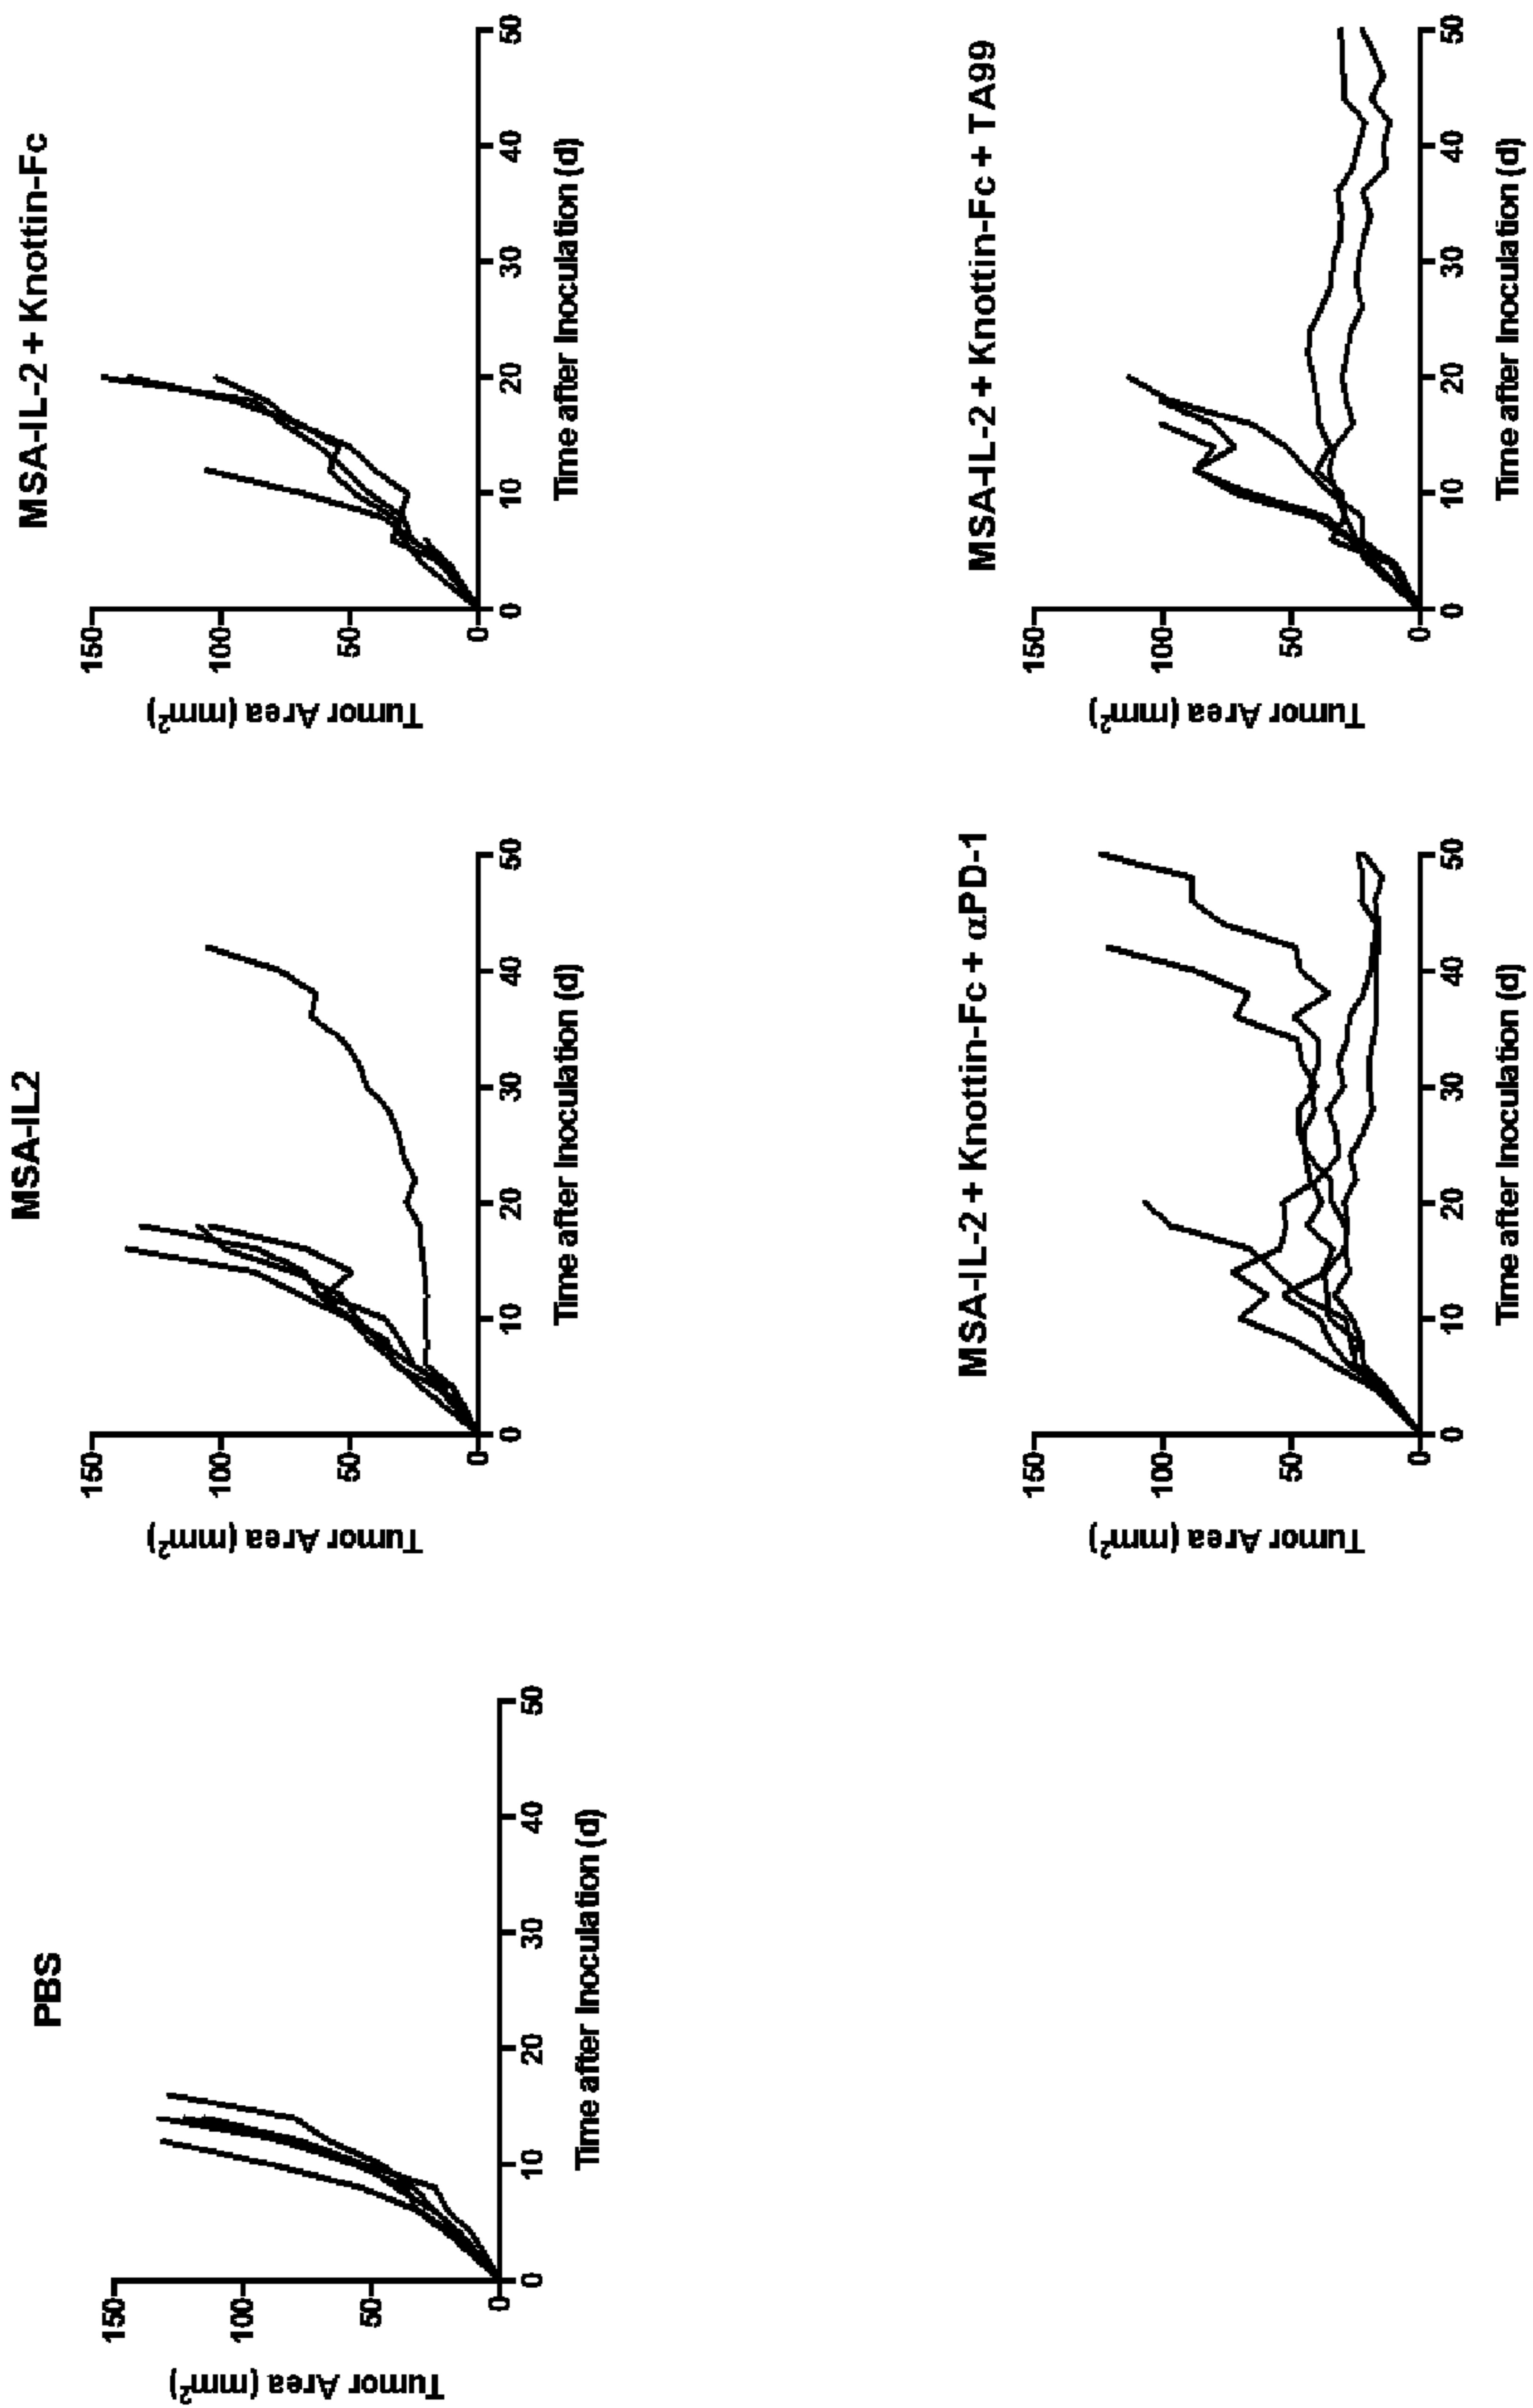 PBS
Tumor Area (mm²)
150
100
50
0
0 10 20 30 40 50
Time after Inoculation (d)
MSA-IL2
Tumor Area (mm²)
150
100
50
0
0 10 20 30 40 50
Time after Inoculation (d)
MSA-IL-2 + Knottin-Fc
Tumor Area (mm²)
150
100
50
0
0 10 20 30 40 50
Time after Inoculation (d)
MSA-IL-2 + Knottin-Fc + αPD-1
Tumor Area (mm²)
150
100
50
0
0 10 20 30 40 50
Time after Inoculation (d)
MSA-IL-2 + Knottin-Fc + TA99
Tumor Area (mm²)
150
100
50
0
0 10 20 30 40 50
Time after Inoculation (d)